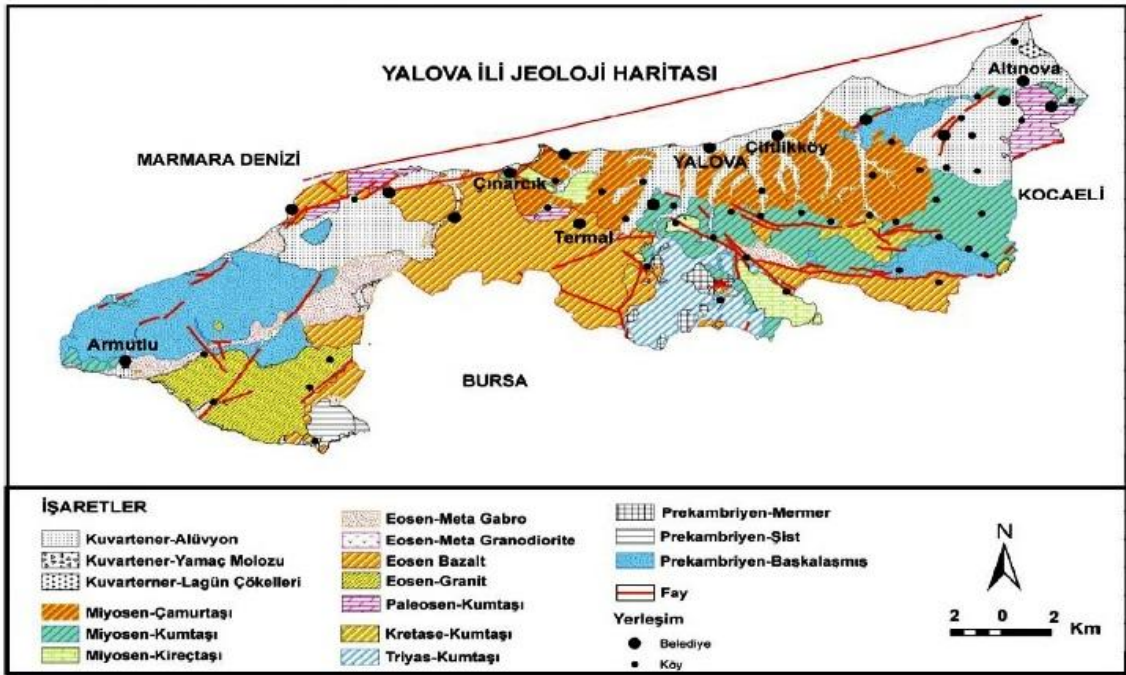 YALOVA İLİ JEOLOJİ HARİTASI
Altınova
MARMARA DENİZİ
YALOVA
Çiftlikköy
Çınarcık
KOCAELİ
Termal
Armutlu
BURSA
İŞARETLER
Kuvartener-Alüvyon
Kuvartener-Yamaç Molozu
Kuvarterner-Lagün Çökelleri
Miyosen-Çamurtaşı
Miyosen-Kumtaşı
Miyosen-Kireçtaşı
Eosen-Meta Gabro
Eosen-Meta Granodiorite
Eosen Bazalt
Eosen-Granit
Paleosen-Kumtaşı
Kretase-Kumtaşı
Triyas-Kumtaşı
Prekambriyen-Mermer
Prekambriyen-Şist
Prekambriyen-Başkalaşmış
Fay
Yerleşim
Belediye
Köy
N
2 0 2
Km